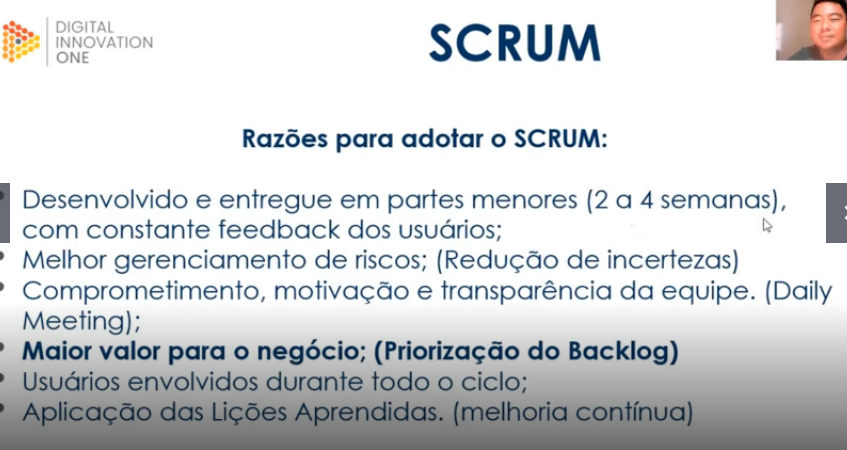 DIGITAL
INNOVATION
ONE
SCRUM
Razões para adotar o SCRUM:
Desenvolvido e entregue em partes menores (2 a 4 semanas),
com constante feedback dos usuários;
Melhor gerenciamento de riscos; (Redução de incertezas)
Comprometimento, motivação e transparência da equipe. (Daily
Meeting);
Maior valor para o negócio; (Priorização do Backlog)
Usuários envolvidos durante todo o ciclo;
Aplicação das Lições Aprendidas. (melhoria contínua)